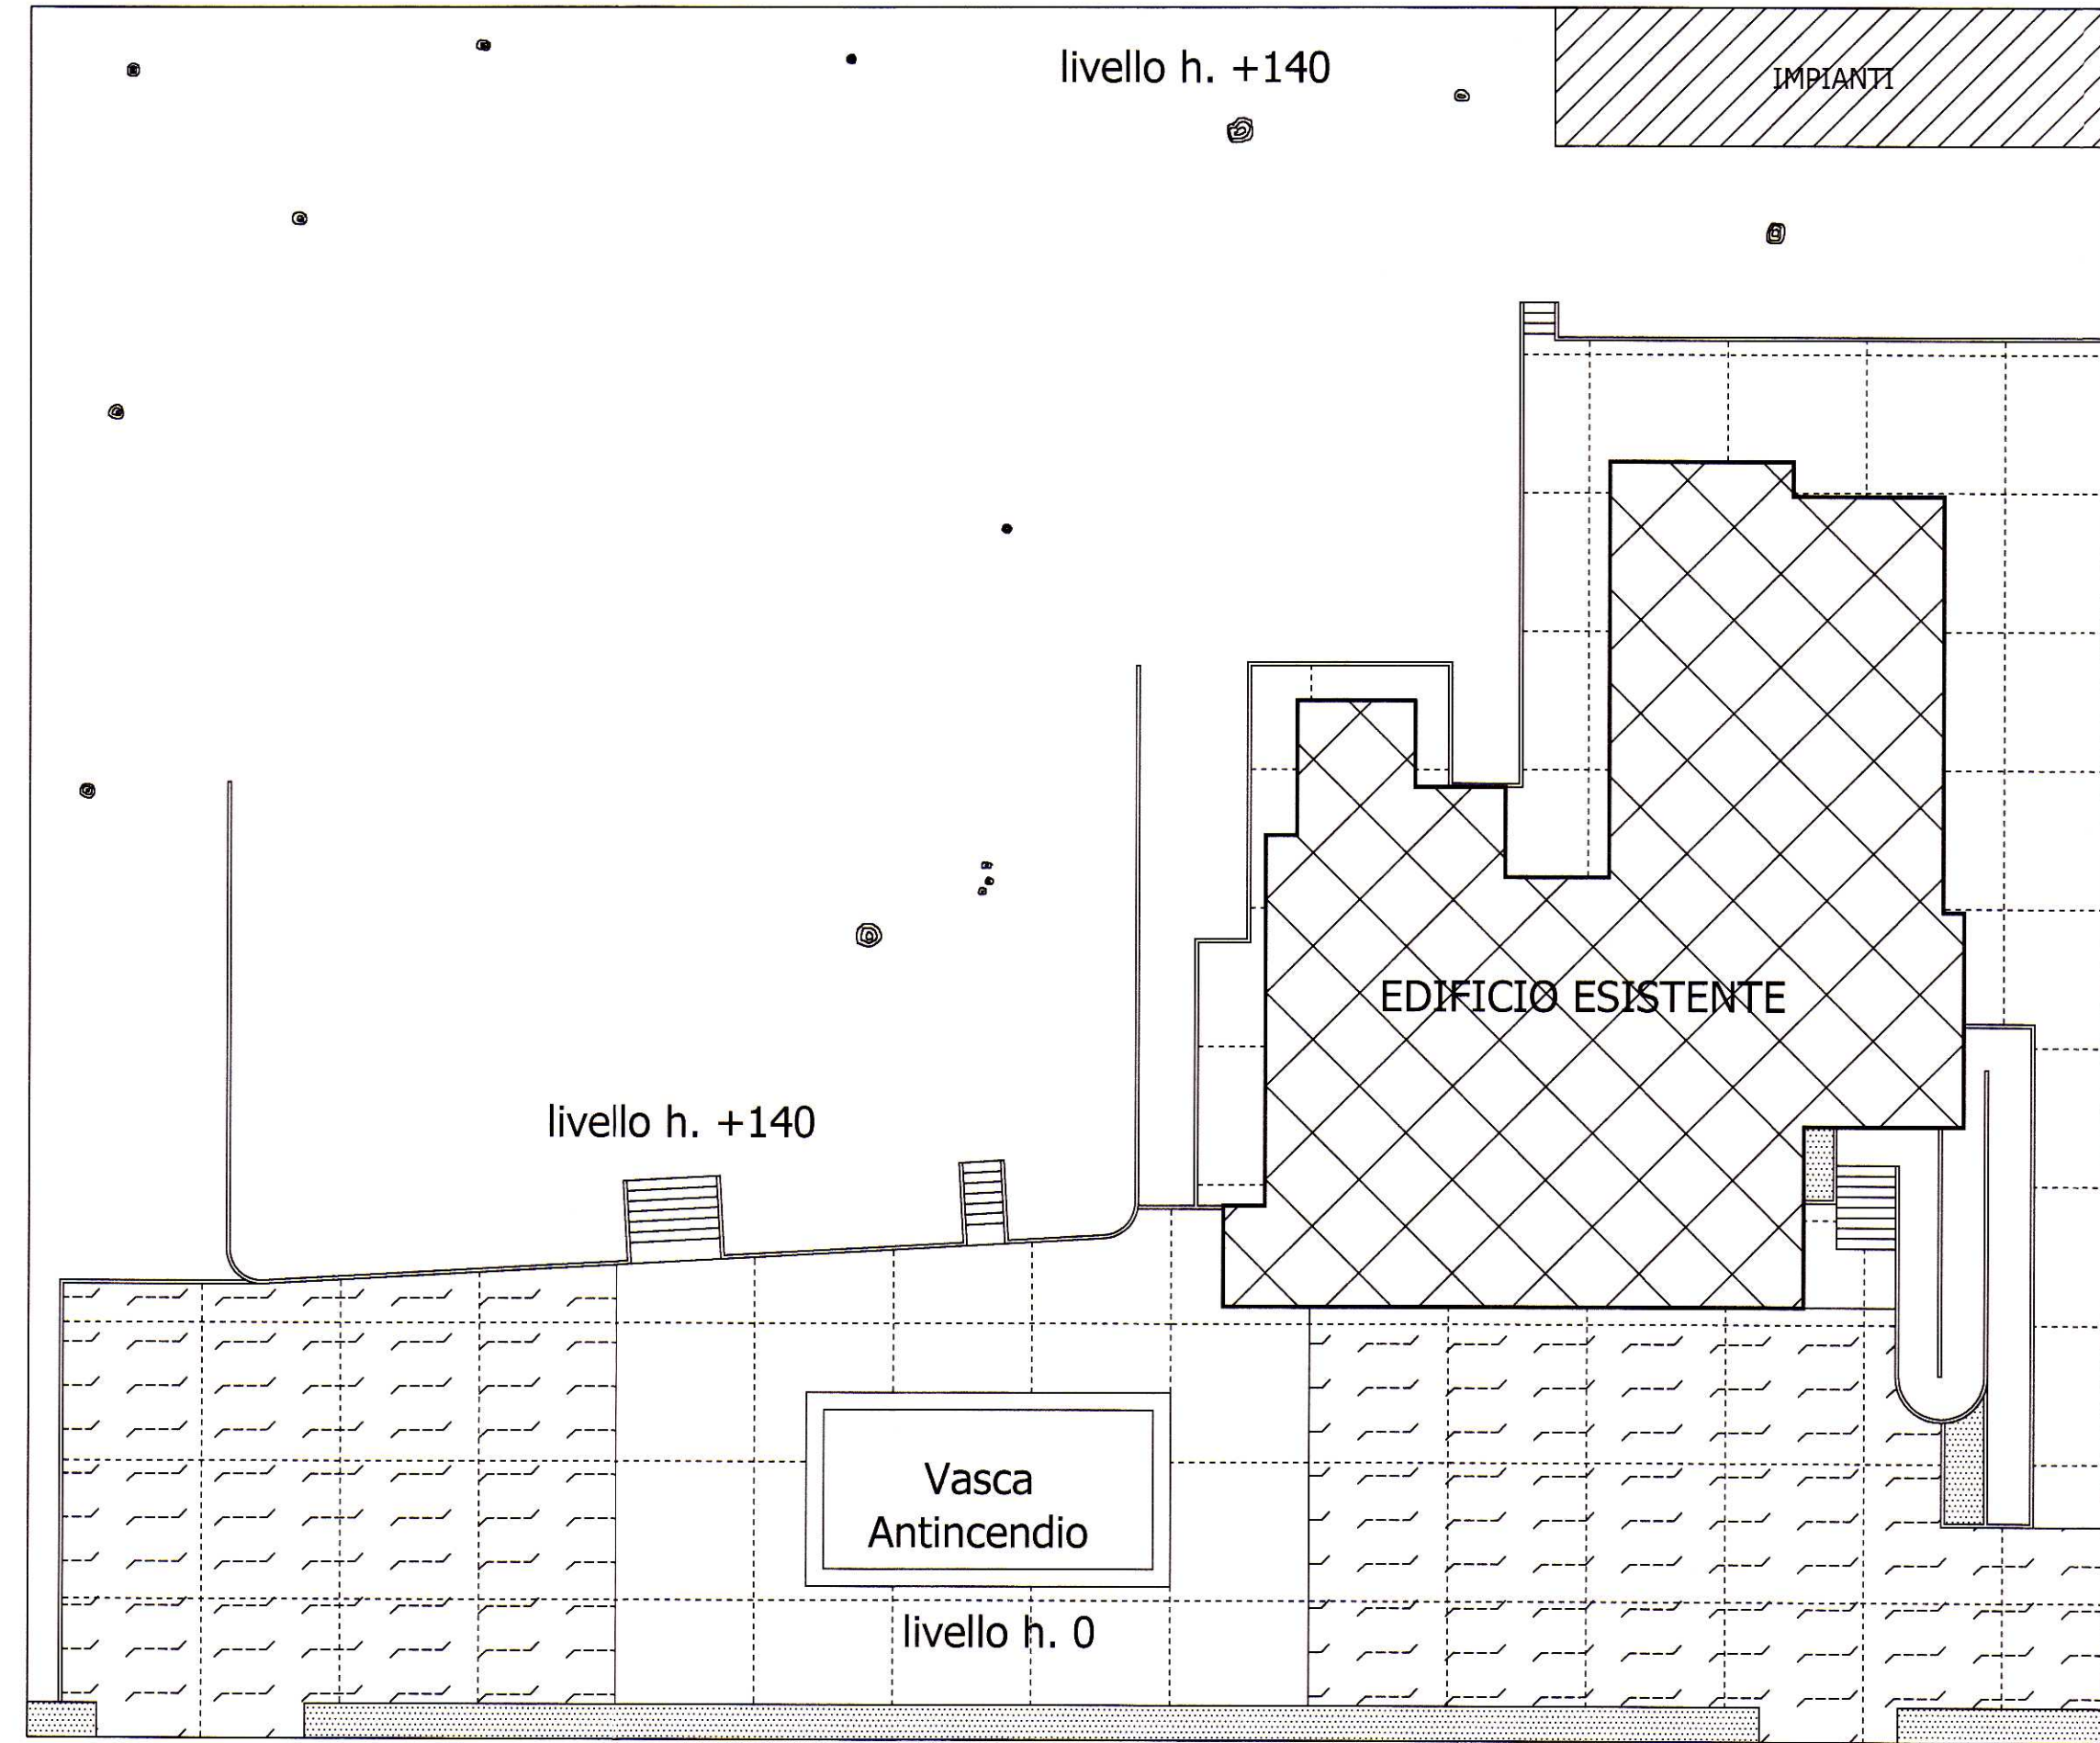 livello h. +140
IMPIANTI
EDIFICIO ESISTENTE
livello h. +140
Vasca
Antincendio
livello h. 0